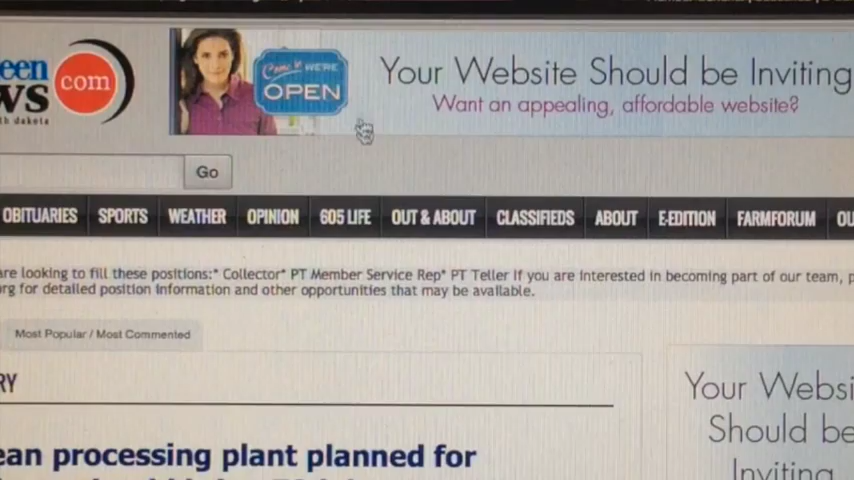 een
ws
com
th dakota
Come in WE'RE
OPEN
Your Website Should be Inviting
Want an appealing, affordable website?
Go
OBITUARIES SPORTS WEATHER OPINION 605 LIFE OUT & ABOUT CLASSIFIEDS ABOUT E-EDITION FARMFORUM OU
are looking to fill these positions:* Collector* PT Member Service Rep* PT Teller If you are interested in becoming part of our team, p
org for detailed position information and other opportunities that may be available.
Most Popular / Most Commented
RY
ean processing plant planned for
Your Websi
Should be
Inviting